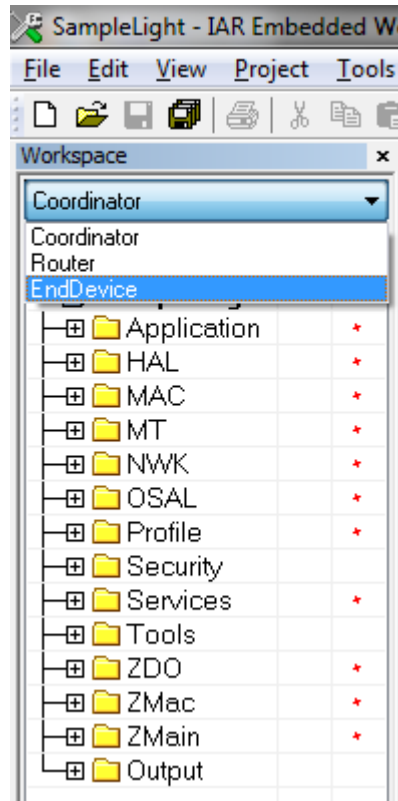 SampleLight - IAR Embedded W
File Edit View Project Tools
Workspace
Coordinator
Coordinator
Router
EndDevice
Application
HAL
MAC
MT
NWK
OSAL
Profile
Security
Services
Tools
ZDO
ZMac
ZMain
Output